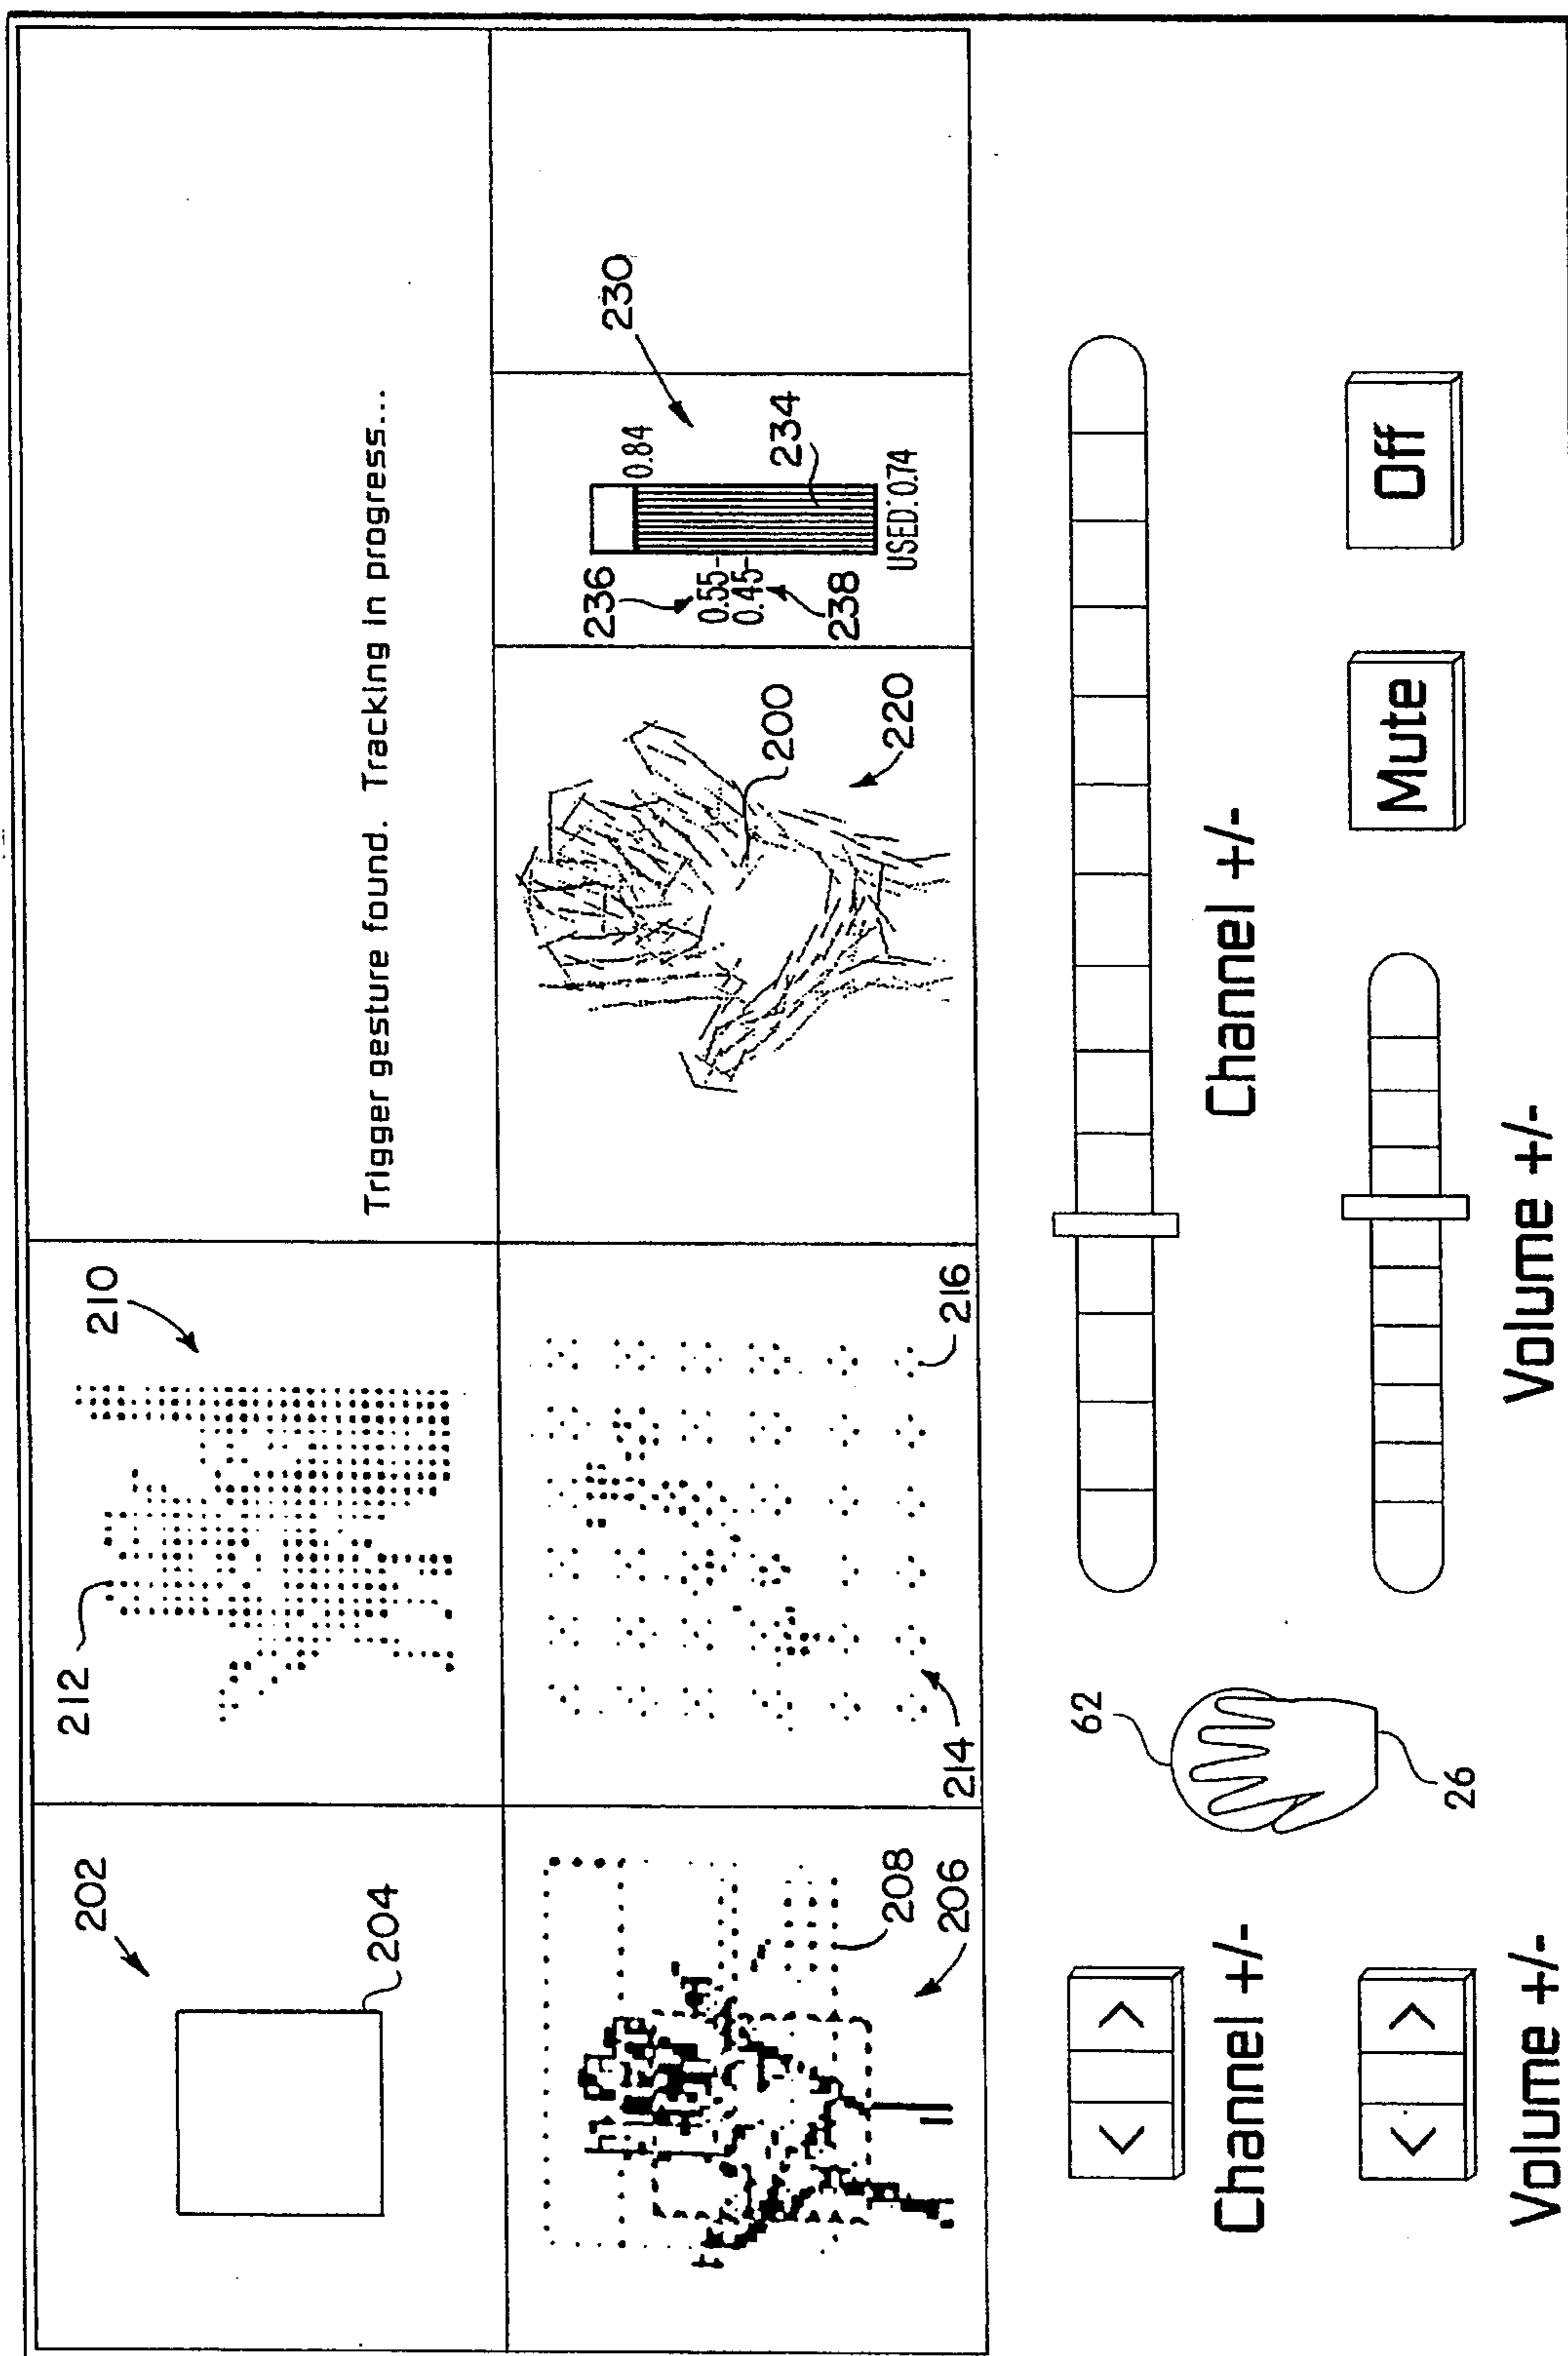 202
204
212
210
Trigger gesture found. Tracking in progress...
208
206
214
216
200
220
236
0.55-
0.45-
238
0.84
234
USED:0.74
230
< >
Channel +/-
62
26
Channel +/-
< >
Volume +/-
Volume +/-
Mute
Off